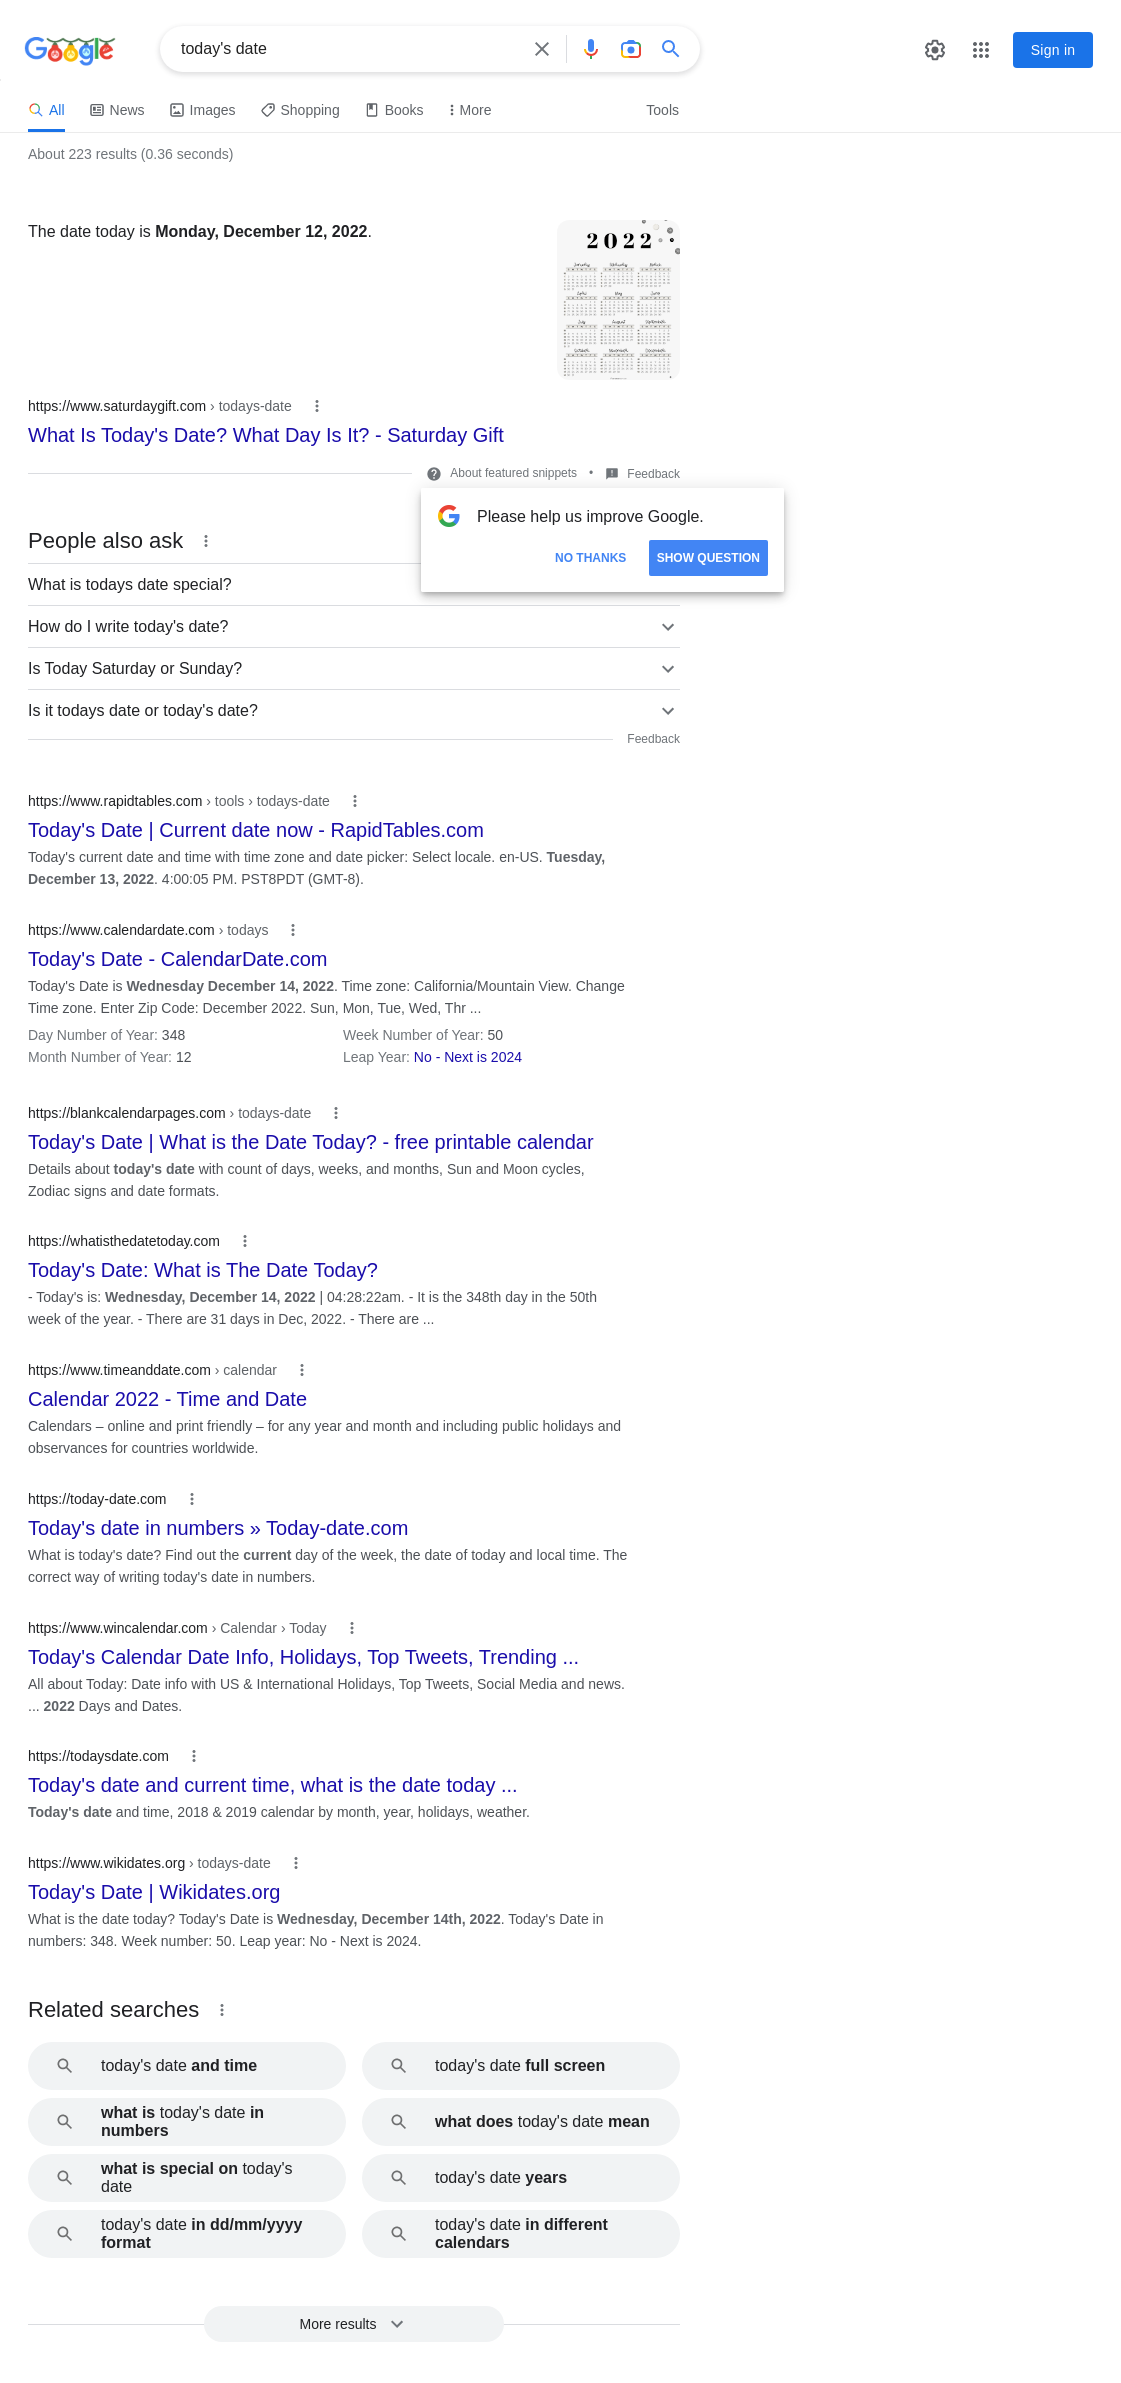 Google
today's date
Sign in
All
News
Images
Shopping
Books
More
Tools
About 223 results (0.36 seconds)
The date today is Monday, December 12, 2022.
2022
https://www.saturdaygift.com › todays-date
What Is Today's Date? What Day Is It? - Saturday Gift
About featured snippets • Feedback
Please help us improve Google.
NO THANKS
SHOW QUESTION
People also ask
What is todays date special?
How do I write today's date?
Is Today Saturday or Sunday?
Is it todays date or today's date?
Feedback
https://www.rapidtables.com › tools › todays-date
Today's Date | Current date now - RapidTables.com
Today's current date and time with time zone and date picker: Select locale. en-US. Tuesday,
December 13, 2022. 4:00:05 PM. PST8PDT (GMT-8).
https://www.calendardate.com › todays
Today's Date - CalendarDate.com
Today's Date is Wednesday December 14, 2022. Time zone: California/Mountain View. Change
Time zone. Enter Zip Code: December 2022. Sun, Mon, Tue, Wed, Thr ...
Day Number of Year: 348
Week Number of Year: 50
Month Number of Year: 12
Leap Year: No - Next is 2024
https://blankcalendarpages.com › todays-date
Today's Date | What is the Date Today? - free printable calendar
Details about today's date with count of days, weeks, and months, Sun and Moon cycles,
Zodiac signs and date formats.
https://whatisthedatetoday.com
Today's Date: What is The Date Today?
- Today's is: Wednesday, December 14, 2022 | 04:28:22am. - It is the 348th day in the 50th
week of the year. - There are 31 days in Dec, 2022. - There are ...
https://www.timeanddate.com › calendar
Calendar 2022 - Time and Date
Calendars – online and print friendly – for any year and month and including public holidays and
observances for countries worldwide.
https://today-date.com
Today's date in numbers » Today-date.com
What is today's date? Find out the current day of the week, the date of today and local time. The
correct way of writing today's date in numbers.
https://www.wincalendar.com › Calendar › Today
Today's Calendar Date Info, Holidays, Top Tweets, Trending ...
All about Today: Date info with US & International Holidays, Top Tweets, Social Media and news.
... 2022 Days and Dates.
https://todaysdate.com
Today's date and current time, what is the date today ...
Today's date and time, 2018 & 2019 calendar by month, year, holidays, weather.
https://www.wikidates.org › todays-date
Today's Date | Wikidates.org
What is the date today? Today's Date is Wednesday, December 14th, 2022. Today's Date in
numbers: 348. Week number: 50. Leap year: No - Next is 2024.
Related searches
today's date and time
today's date full screen
what is today's date in
numbers
what does today's date mean
what is special on today's
date
today's date years
today's date in dd/mm/yyyy
format
today's date in different
calendars
More results